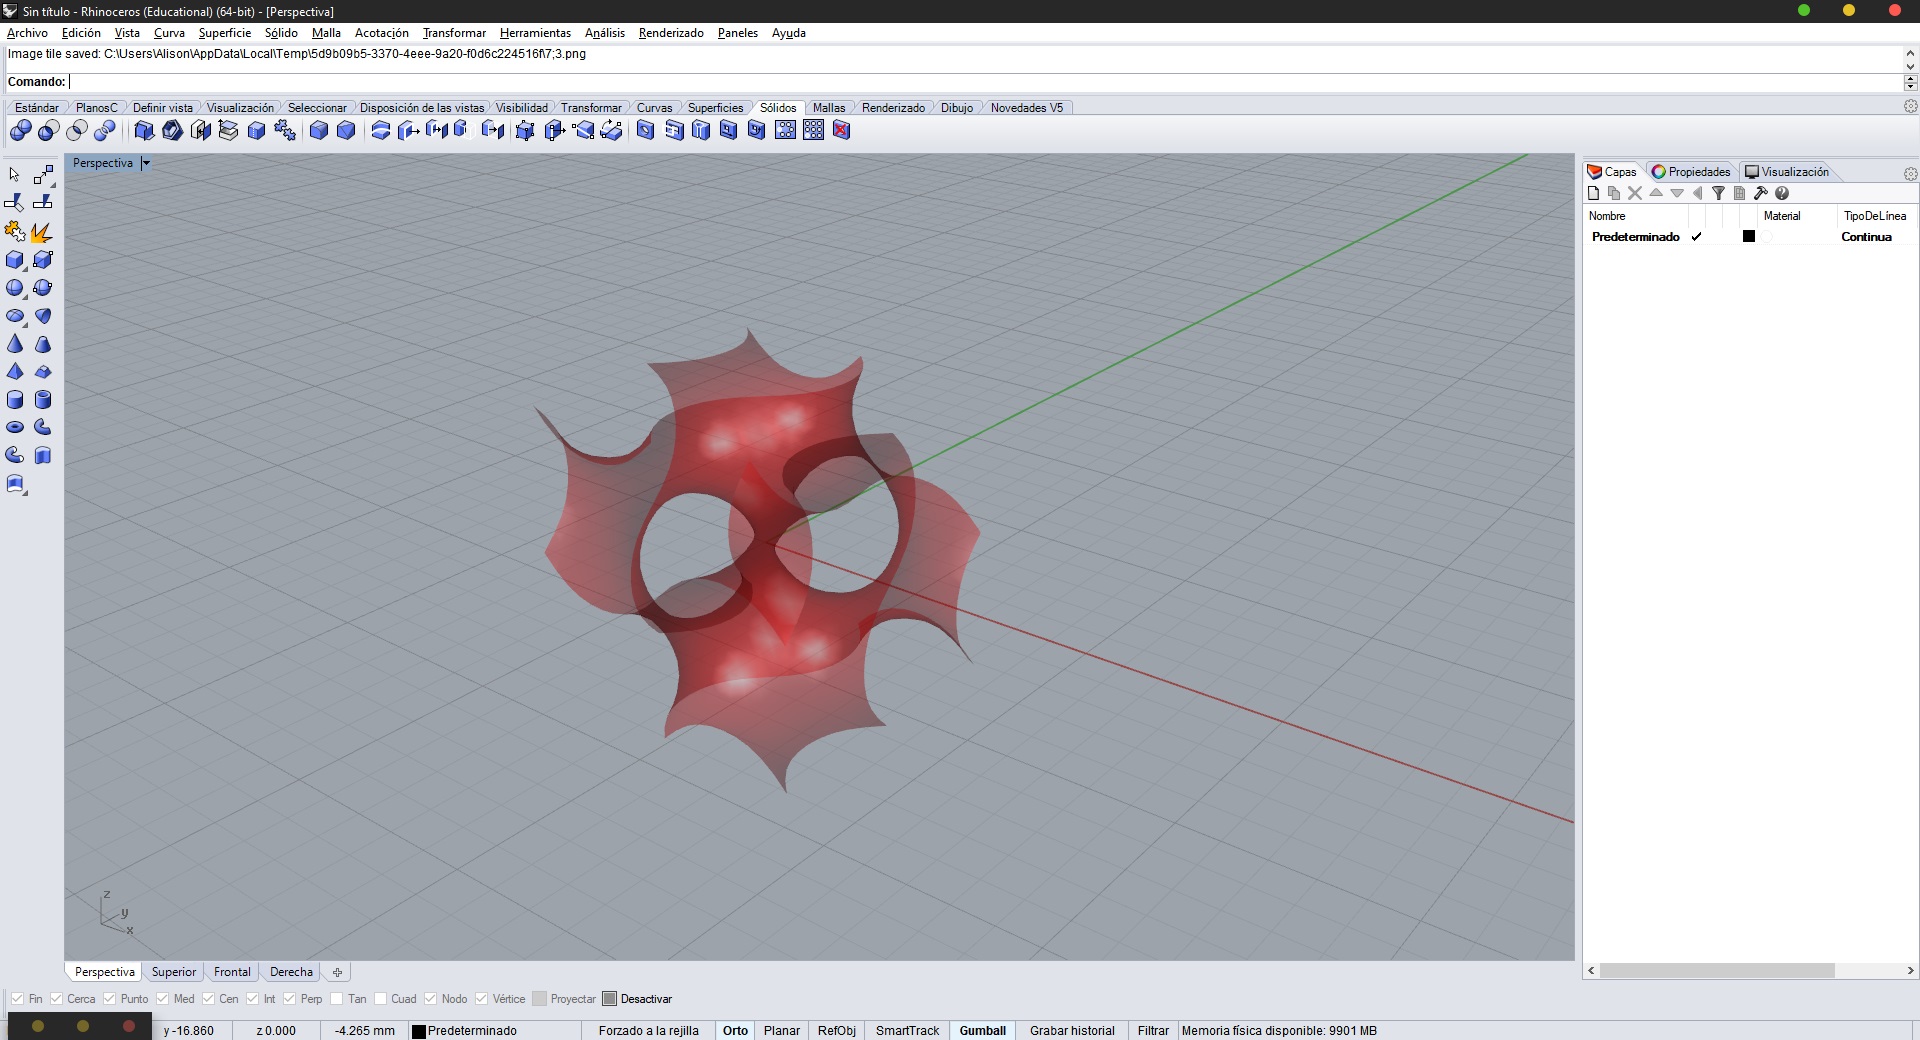 Sin título - Rhinoceros (Educational) (64-bit) - [Perspectiva]
Archivo Edición Vista Curva Superficie Sólido Malla Acotación Transformar Herramientas Análisis Renderizado Paneles Ayuda
Image tile saved: C:\Users\Alison\AppData\Local\Temp\5d9b09b5-3370-4eee-9a20-f0d6c224516f\7;3.png
Comando:
Estándar PlanosC Definir vista Visualización Seleccionar Disposición de las vistas Visibilidad Transformar Curvas Superficies Sólidos Mallas Renderizado Dibujo Novedades V5
Perspectiva
Capas Propiedades Visualización
Nombre Material TipoDeLínea
Predeterminado Continua
z
y
x
Perspectiva Superior Frontal Derecha
Fin Cerca Punto Med Cen Int Perp Tan Cuad Nodo Vértice Proyectar Desactivar
y -16.860 z 0.000 -4.265 mm Predeterminado Forzado a la rejilla Orto Planar RefObj SmartTrack Gumball Grabar historial Filtrar Memoria física disponible: 9901 MB